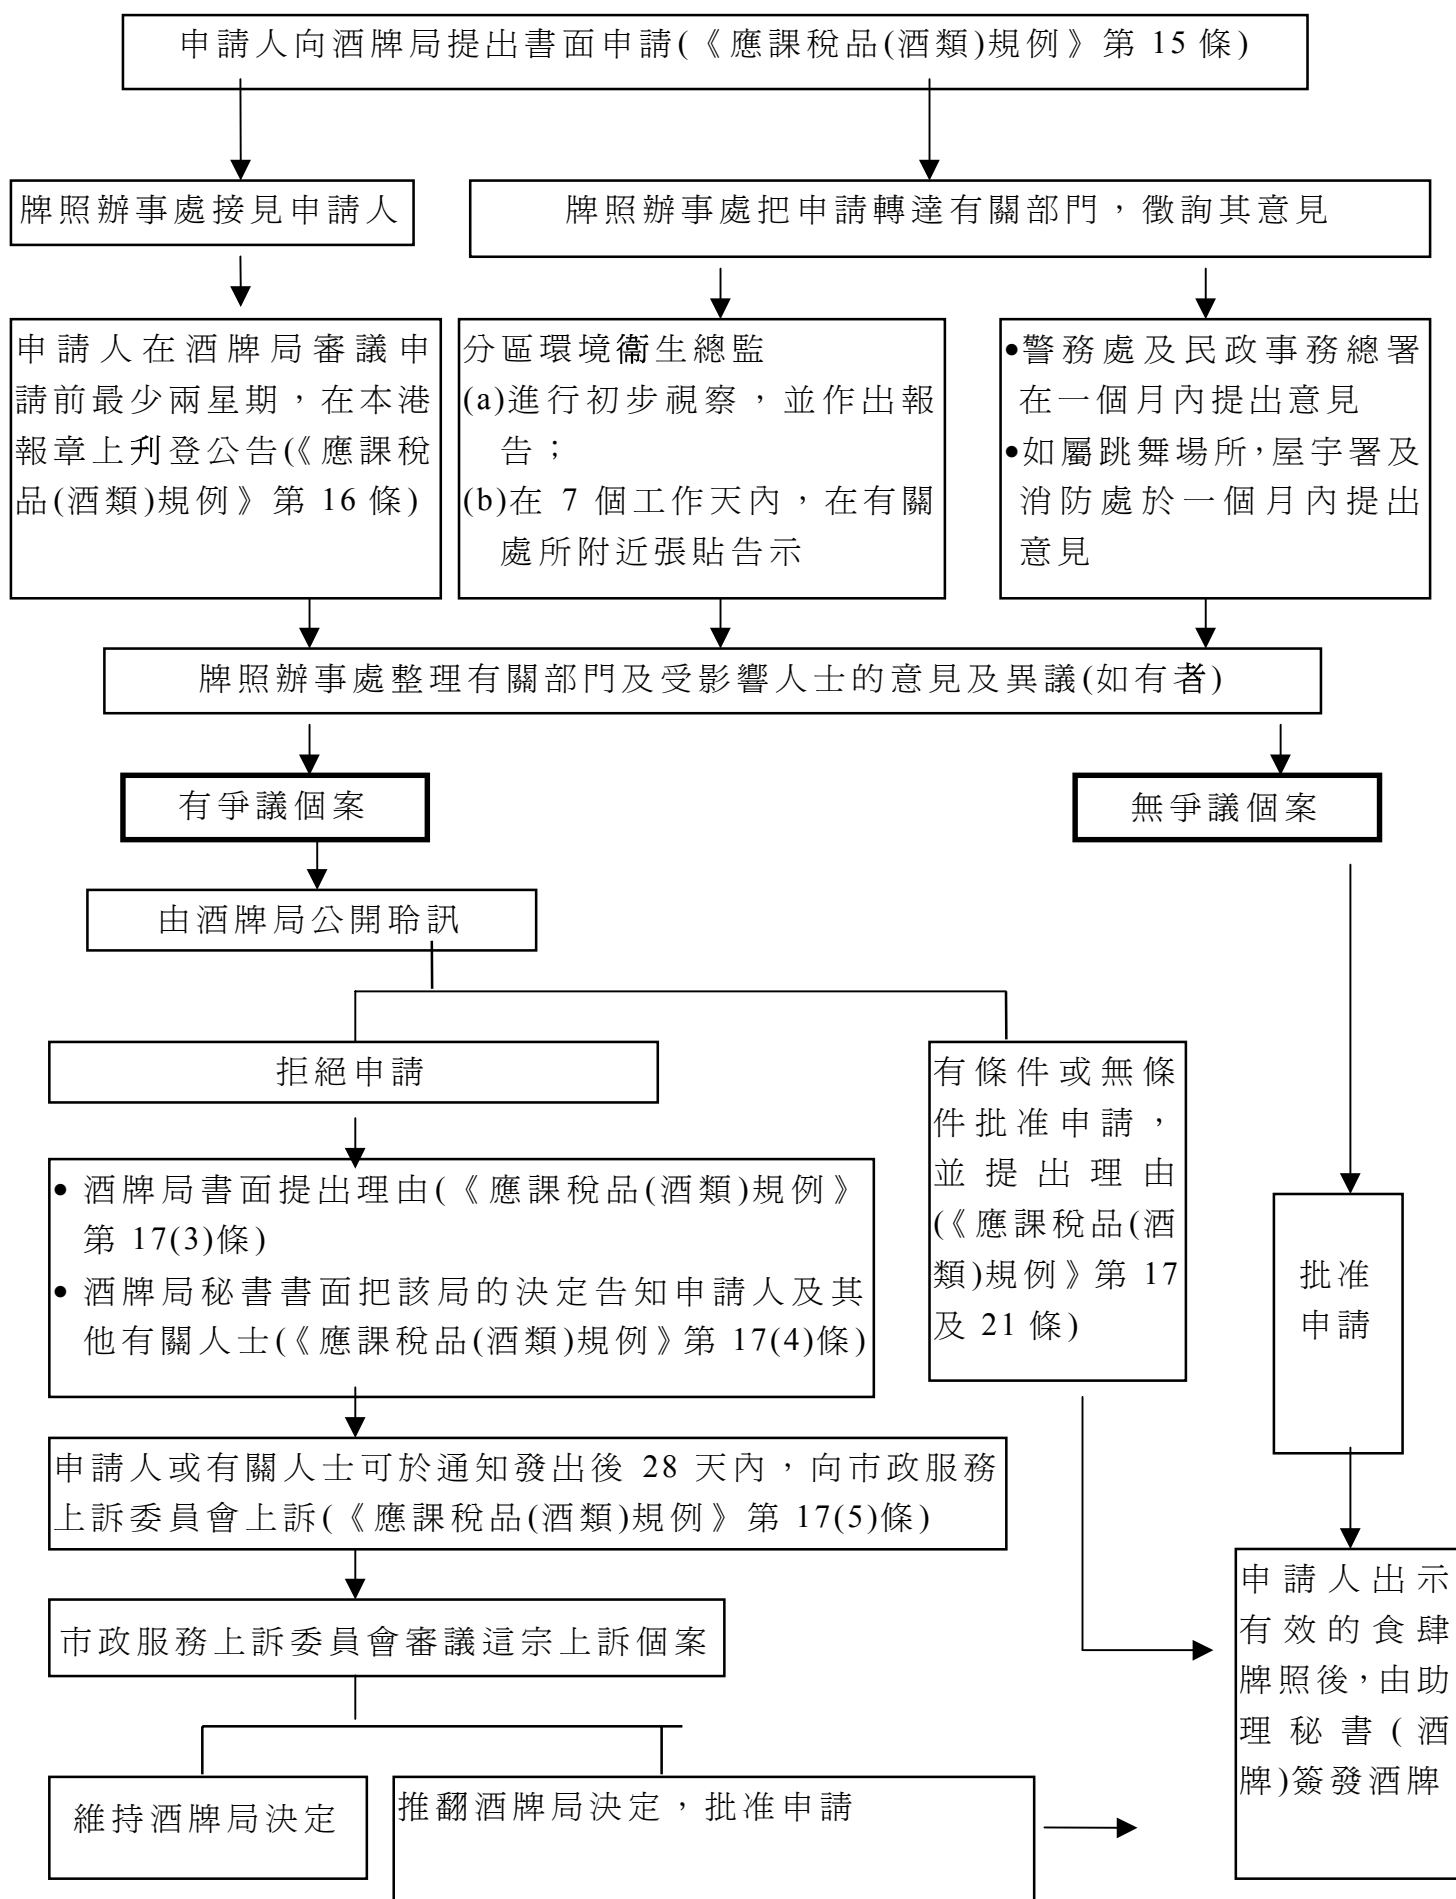 申請人向酒牌局提出書面申請(《應課稅品(酒類)規例》第 15 條)
牌照辦事處接見申請人
牌照辦事處把申請轉達有關部門，徵詢其意見
申請人在酒牌局審議申
請前最少兩星期，在本港
報章上刋登公告(《應課稅
品(酒類)規例》第 16 條)
分區環境衞生總監
(a)進行初步視察，並作出報
告；
(b)在 7 個工作天內，在有關
處所附近張貼告示
•警務處及民政事務總署
在一個月內提出意見
•如屬跳舞場所，屋宇署及
消防處於一個月內提出
意見
牌照辦事處整理有關部門及受影響人士的意見及異議(如有者)
有爭議個案
無爭議個案
由酒牌局公開聆訊
拒絕申請
有條件或無條
件批准申請，
並提出理由
(《應課稅品(酒
類)規例》第 17
及 21 條)
• 酒牌局書面提出理由(《應課稅品(酒類)規例》
第 17(3)條)
• 酒牌局秘書書面把該局的決定告知申請人及其
他有關人士(《應課稅品(酒類)規例》第 17(4)條)
批准
申請
申請人或有關人士可於通知發出後 28 天內，向市政服務
上訴委員會上訴(《應課稅品(酒類)規例》第 17(5)條)
市政服務上訴委員會審議這宗上訴個案
申請人出示
有效的食肆
牌照後，由助
理秘書(酒
牌)簽發酒牌
維持酒牌局決定
推翻酒牌局決定，批准申請